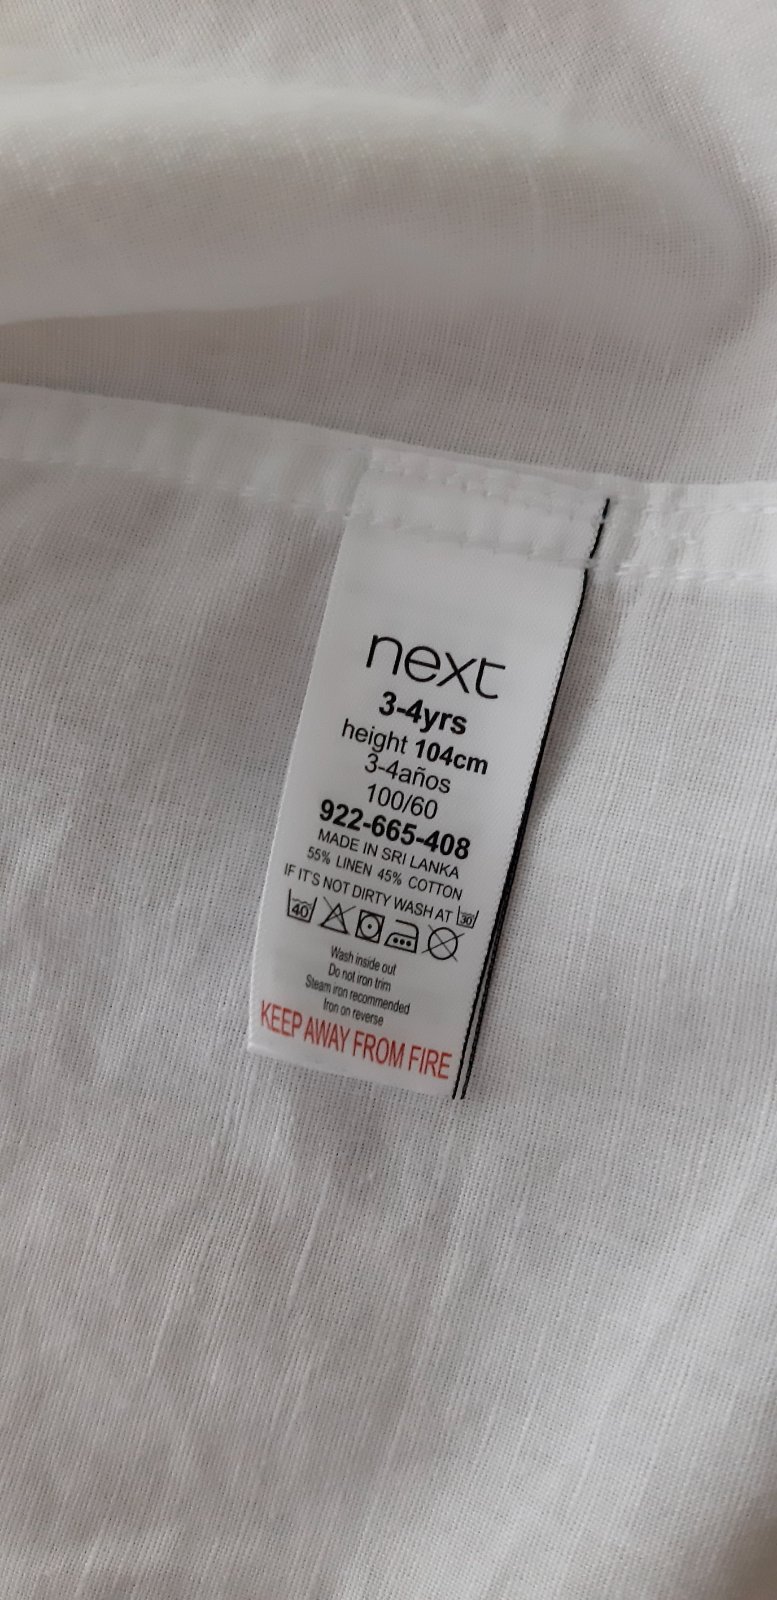 next
3-4yrs
height 104cm
3-4años
100/60
922-665-408
MADE IN SRI LANKA
55% LINEN 45% COTTON
IF IT'S NOT DIRTY WASH AT 30
40
Wash inside out
Do not iron trim
Steam iron recommended
Iron on reverse
KEEP AWAY FROM FIRE